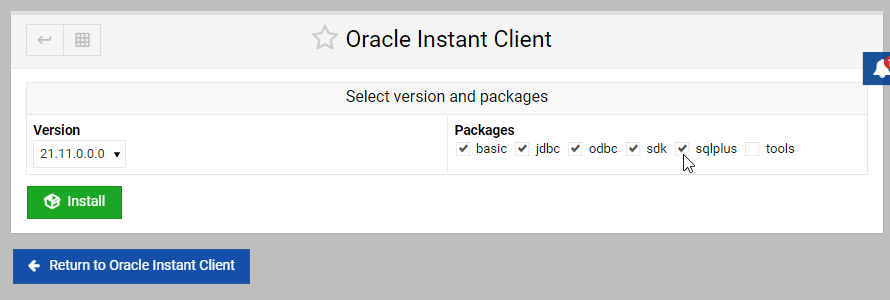 Oracle Instant Client
Select version and packages
Version
Packages
21.11.0.0.0
basic jdbc odbc sdk sqlplus tools
Install
Return to Oracle Instant Client